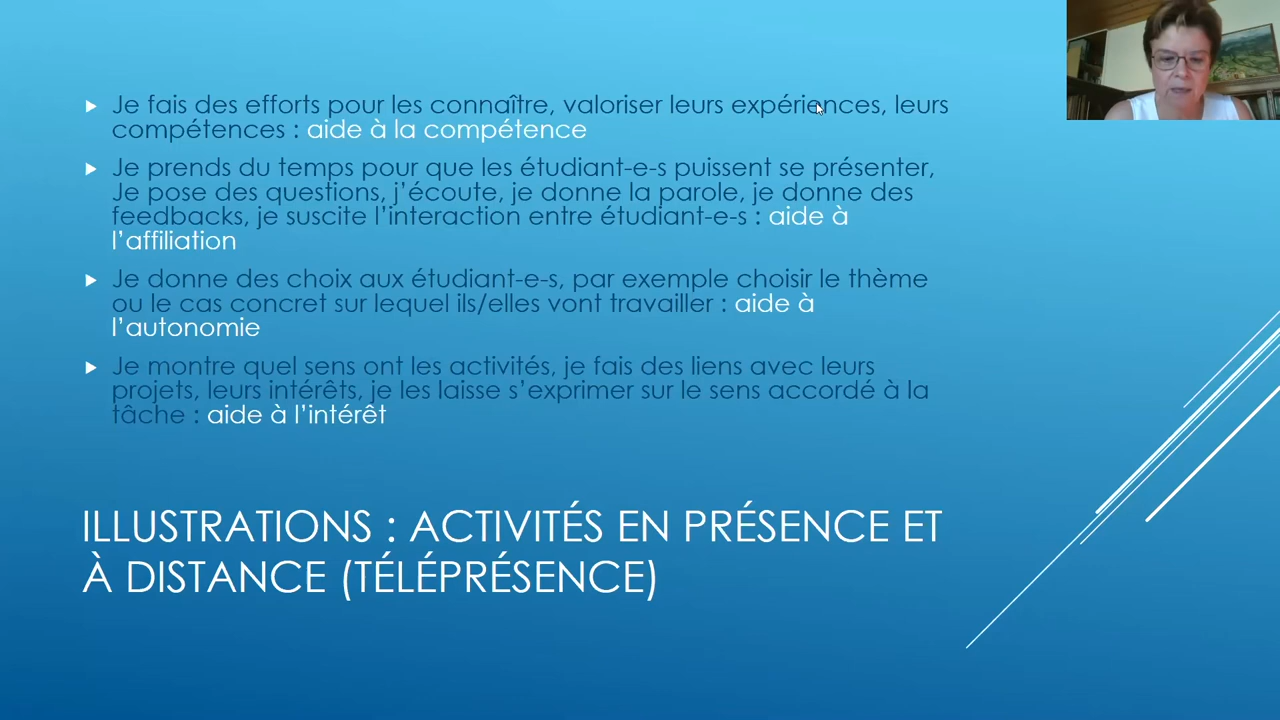 Je fais des efforts pour les connaître, valoriser leurs expériences, leurs
compétences : aide à la compétence
Je prends du temps pour que les étudiant-e-s puissent se présenter,
Je pose des questions, j’écoute, je donne la parole, je donne des
feedbacks, je suscite l’interaction entre étudiant-e-s : aide à
l’affiliation
Je donne des choix aux étudiant-e-s, par exemple choisir le thème
ou le cas concret sur lequel ils/elles vont travailler : aide à
l’autonomie
Je montre quel sens ont les activités, je fais des liens avec leurs
projets, leurs intérêts, je les laisse s’exprimer sur le sens accordé à la
tâche : aide à l’intérêt
ILLUSTRATIONS : ACTIVITÉS EN PRÉSENCE ET
À DISTANCE (TÉLÉPRÉSENCE)